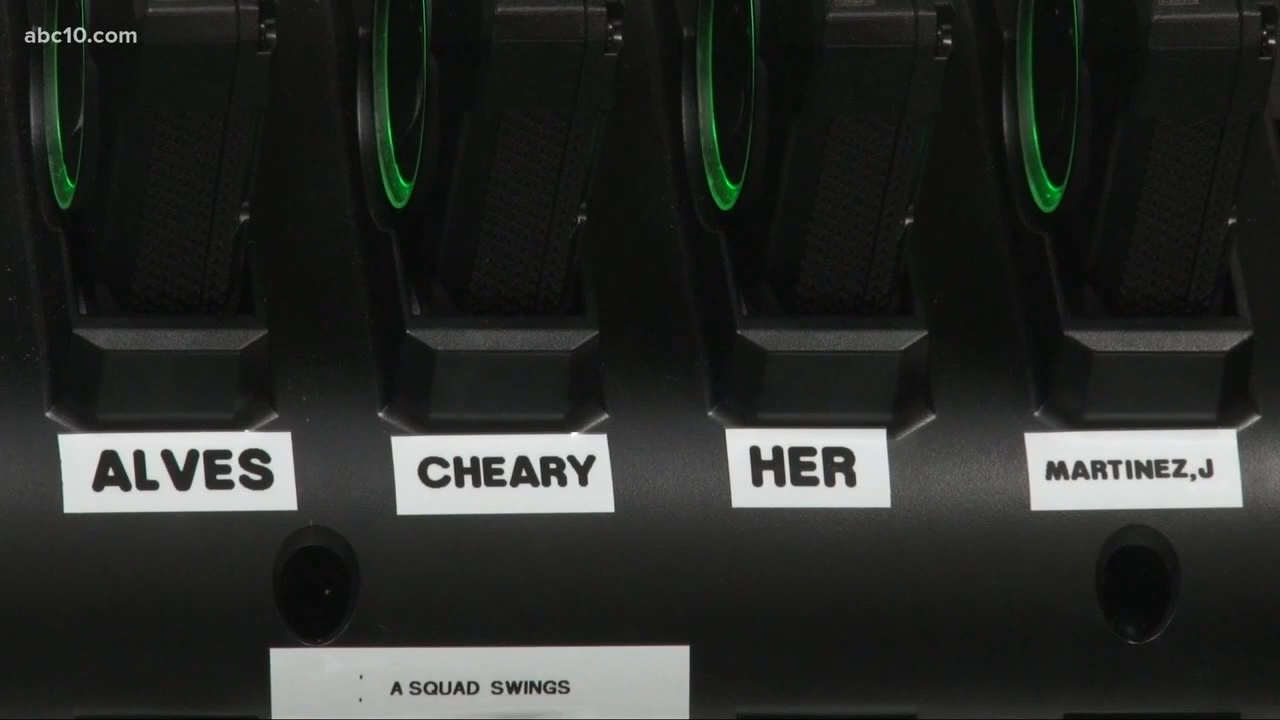 abc10.com
ALVES
CHEARY
HER
MARTINEZ,J
A SQUAD SWINGS